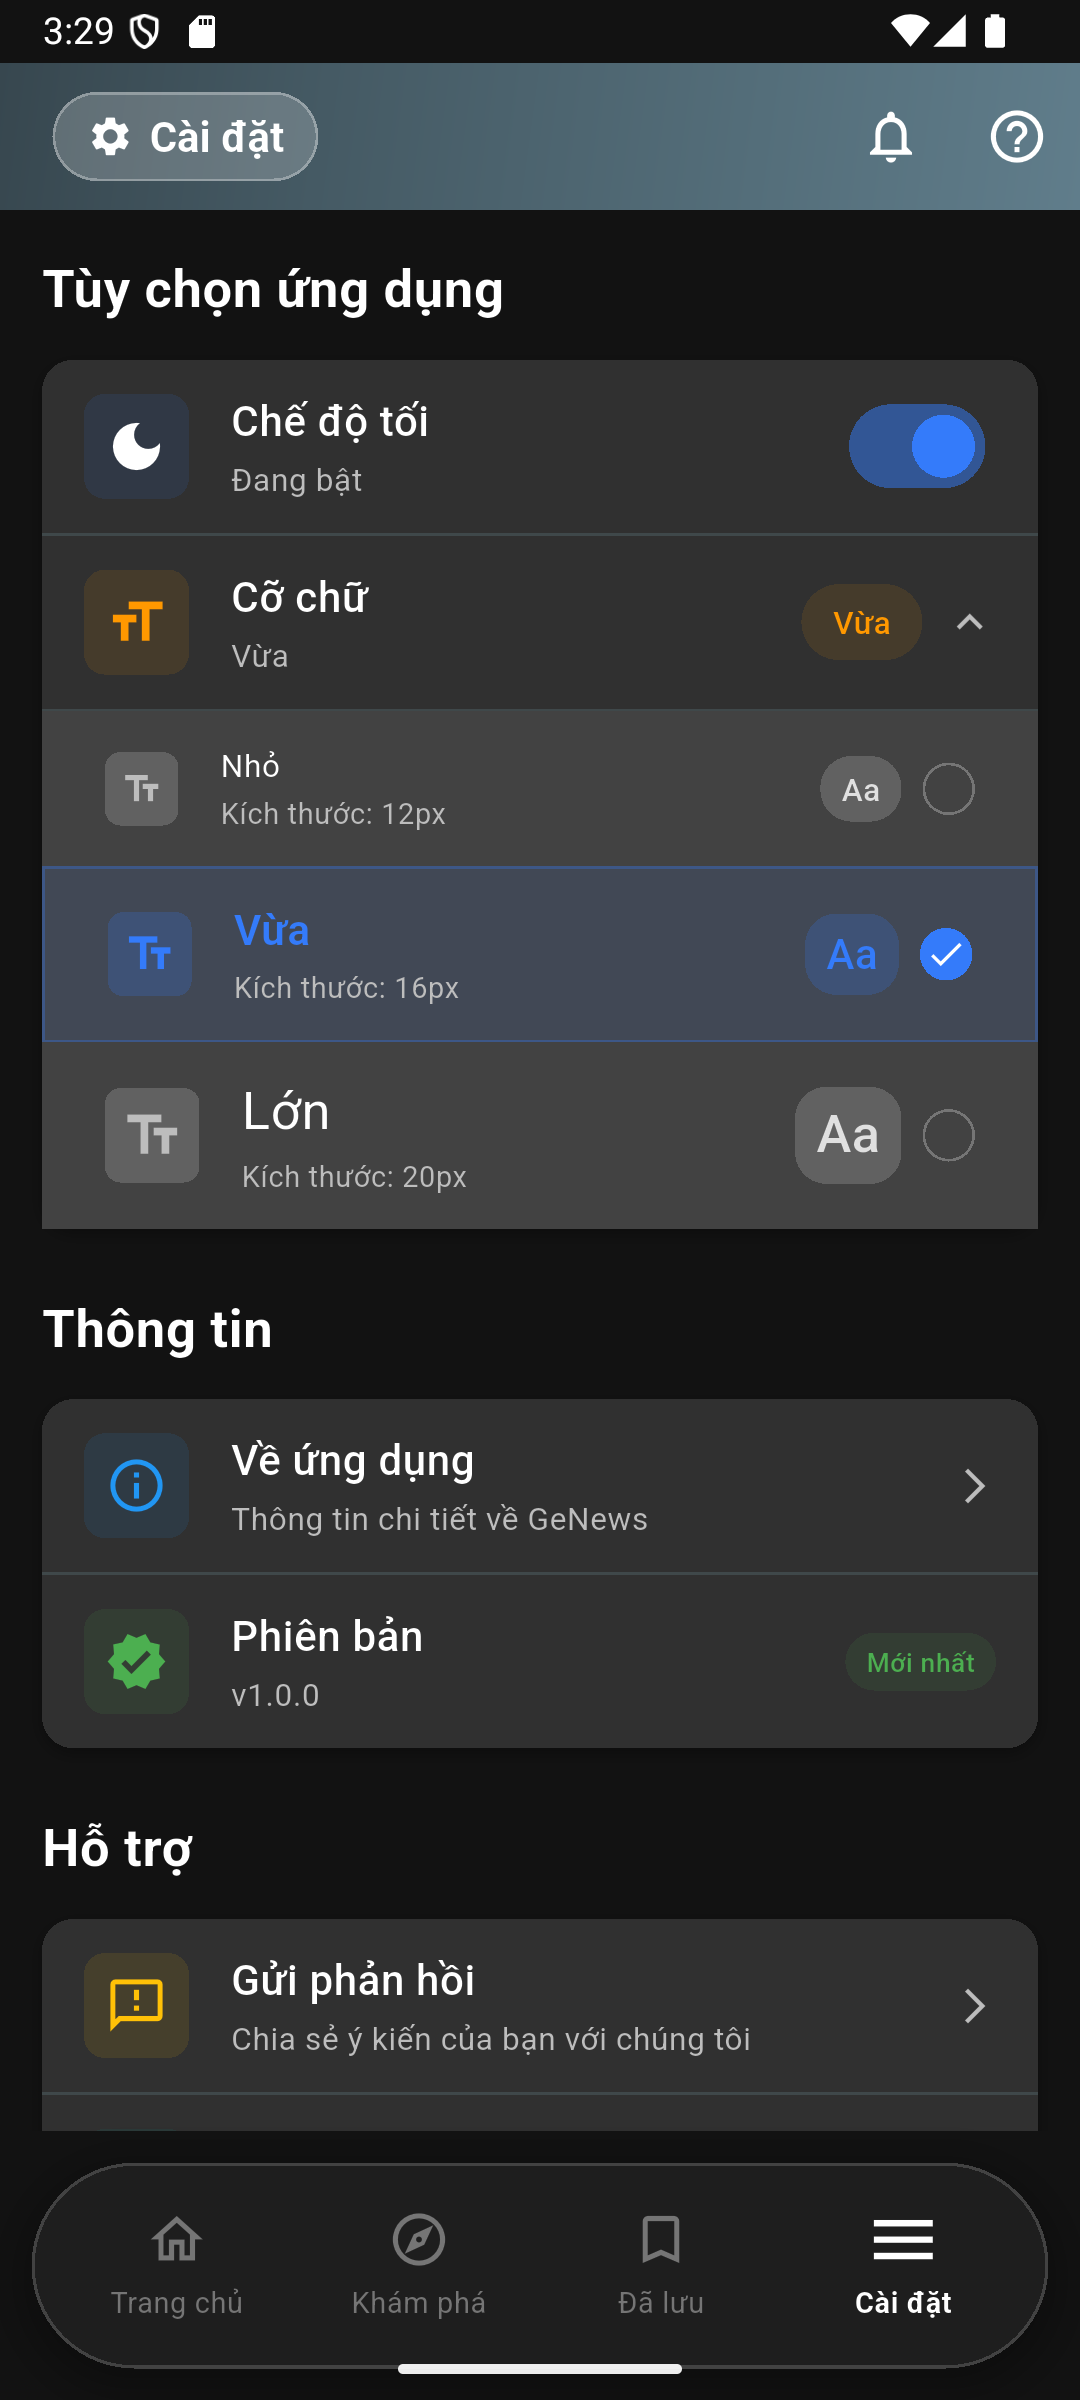 3:29
Cài đặt
Tùy chọn ứng dụng
Chế độ tối
Đang bật
Cỡ chữ
Vừa
Vừa
Nhỏ
Kích thước: 12px
Aa
Vừa
Kích thước: 16px
Aa
Lớn
Kích thước: 20px
Aa
Thông tin
Về ứng dụng
Thông tin chi tiết về GeNews
Phiên bản
v1.0.0
Mới nhất
Hỗ trợ
Gửi phản hồi
Chia sẻ ý kiến của bạn với chúng tôi
Trang chủ
Khám phá
Đã lưu
Cài đặt